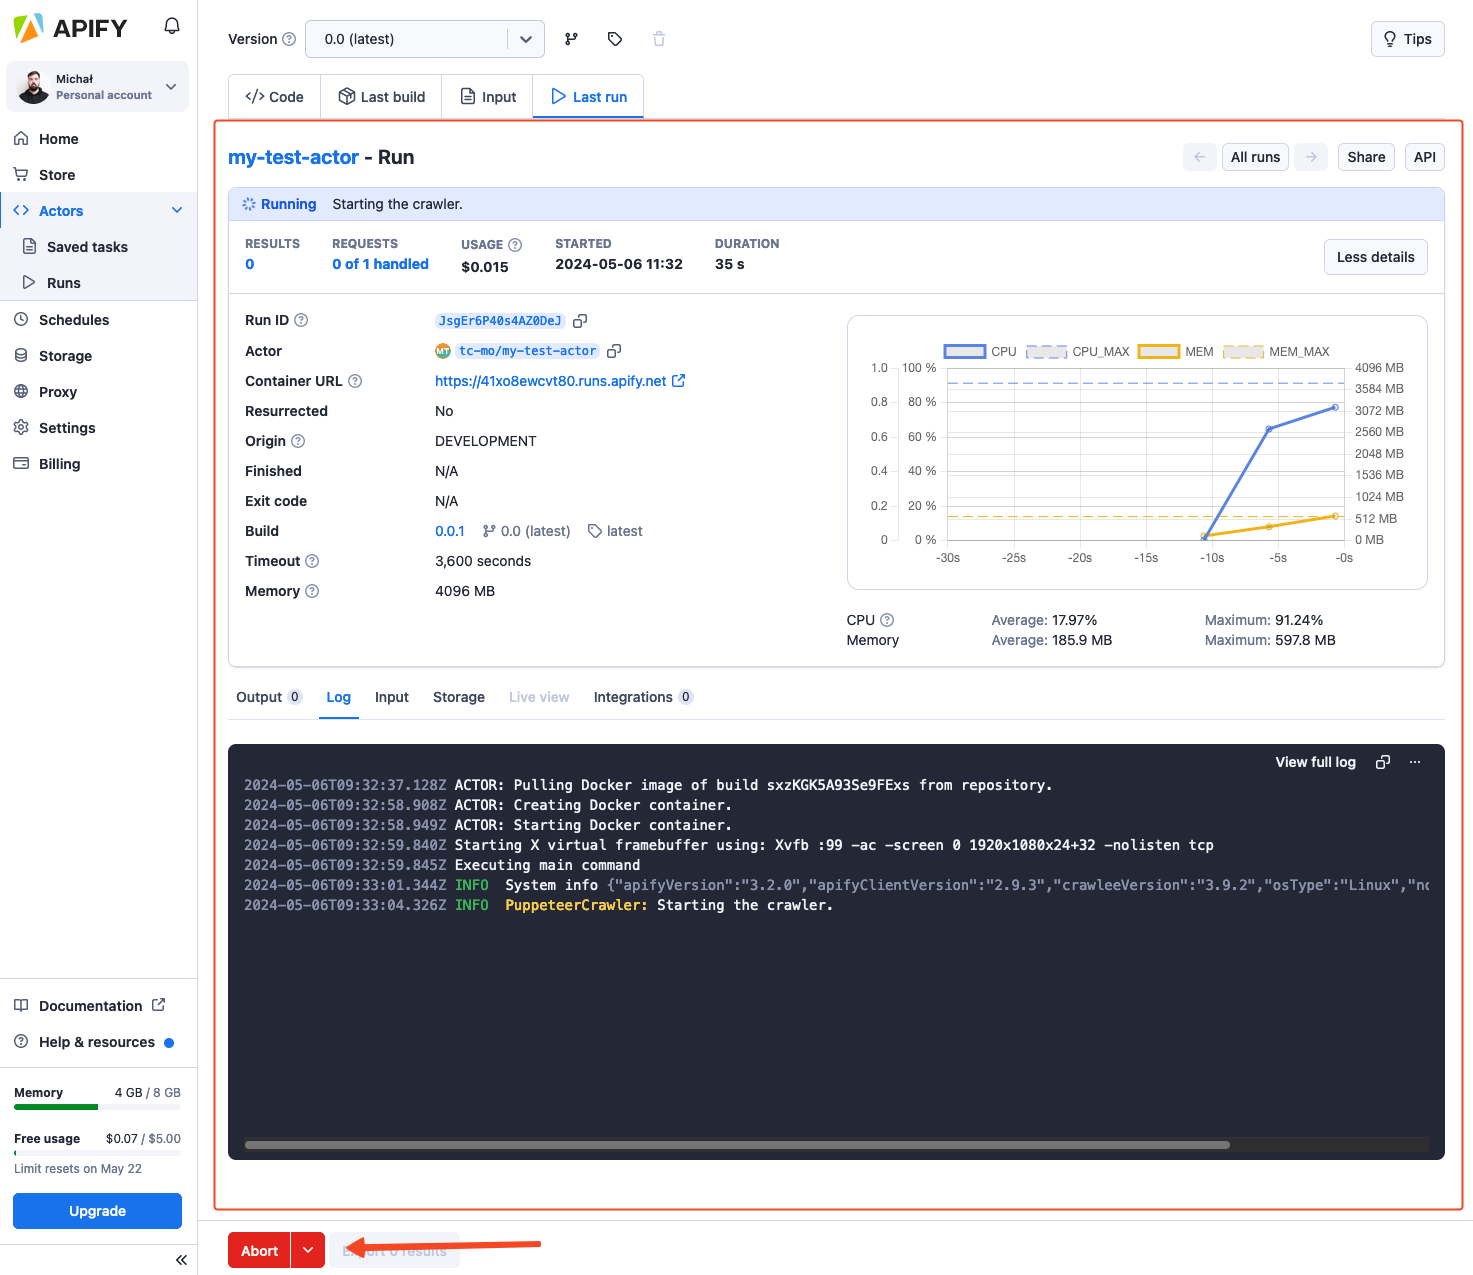 APIFY
Michał
Personal account
Home
Store
Actors
Saved tasks
Runs
Schedules
Storage
Proxy
Settings
Billing
Documentation
Help & resources
Memory 4 GB / 8 GB
Free usage $0.07 / $5.00
Limit resets on May 22
Upgrade
Version 0.0 (latest)
Tips
</> Code Last build Input Last run
my-test-actor - Run
All runs Share API
Running Starting the crawler.
RESULTS REQUESTS USAGE STARTED DURATION
0 0 of 1 handled $0.015 2024-05-06 11:32 35 s
Less details
Run ID JsgEr6P40s4AZ0DeJ
Actor MT tc-mo/my-test-actor
Container URL https://41xo8ewcvt80.runs.apify.net
Resurrected No
Origin DEVELOPMENT
Finished N/A
Exit code N/A
Build 0.0.1 0.0 (latest) latest
Timeout 3,600 seconds
Memory 4096 MB
CPU CPU_MAX MEM MEM_MAX
1.0 100 % 4096 MB
3584 MB
0.8 80 % 3072 MB
0.6 60 % 2560 MB
2048 MB
0.4 40 % 1536 MB
1024 MB
0.2 20 % 512 MB
0 0 % 0 MB
-30s -25s -20s -15s -10s -5s -0s
CPU Average: 17.97% Maximum: 91.24%
Memory Average: 185.9 MB Maximum: 597.8 MB
Output 0 Log Input Storage Live view Integrations 0
View full log
2024-05-06T09:32:37.128Z ACTOR: Pulling Docker image of build sxzKGK5A93Se9FExs from repository.
2024-05-06T09:32:58.908Z ACTOR: Creating Docker container.
2024-05-06T09:32:58.949Z ACTOR: Starting Docker container.
2024-05-06T09:32:59.840Z Starting X virtual framebuffer using: Xvfb :99 -ac -screen 0 1920x1080x24+32 -nolisten tcp
2024-05-06T09:32:59.845Z Executing main command
2024-05-06T09:33:01.344Z INFO System info {"apifyVersion":"3.2.0","apifyClientVersion":"2.9.3","crawleeVersion":"3.9.2","osType":"Linux","no
2024-05-06T09:33:04.326Z INFO PuppeteerCrawler: Starting the crawler.
Abort Export 0 results